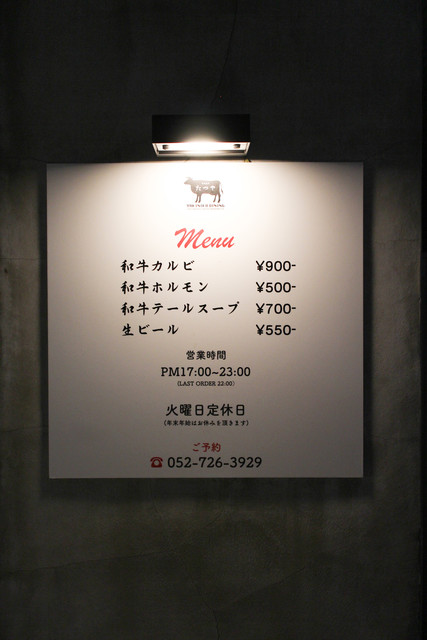 Menu
和牛カルビ ¥900-
和牛ホルモン ¥500-
和牛テールスープ ¥700-
生ビール ¥550-
営業時間
PM17:00~23:00
(LAST ORDER 22:00)
火曜日定休日
(年末年始はお休みを頂きます)
ご予約
☎ 052-726-3929